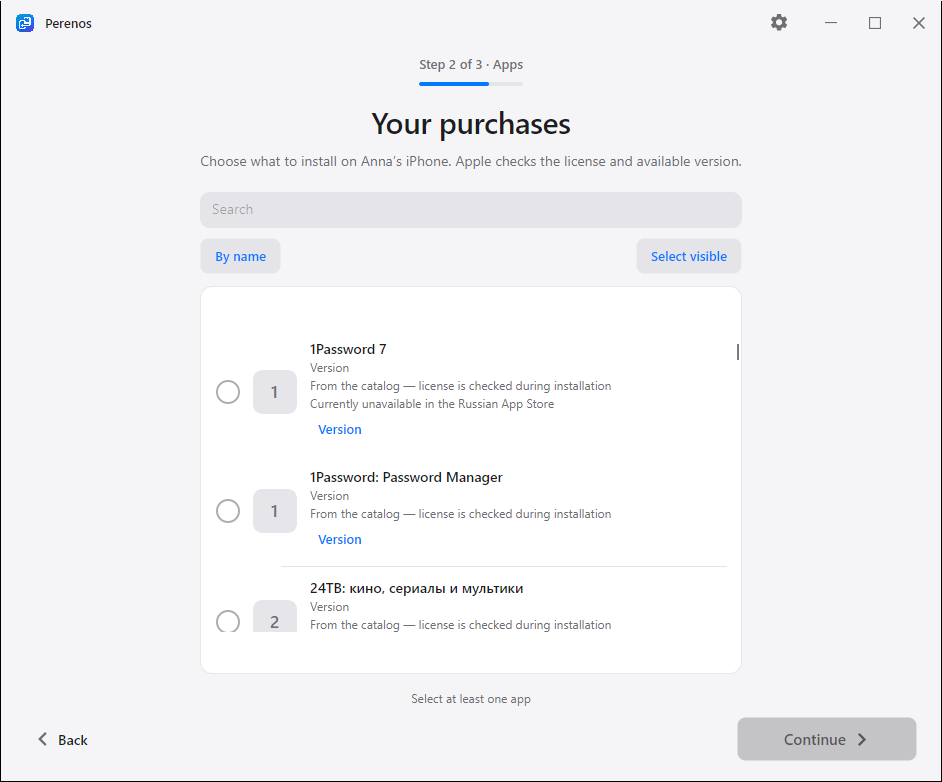 Perenos
Step 2 of 3 · Apps
Your purchases
Choose what to install on Anna's iPhone. Apple checks the license and available version.
Search
By name
Select visible
1Password 7
Version
1
From the catalog — license is checked during installation
Currently unavailable in the Russian App Store
Version
1Password: Password Manager
Version
1
From the catalog — license is checked during installation
Version
24ТВ: кино, сериалы и мультики
Version
2
From the catalog — license is checked during installation
Select at least one app
Back
Continue